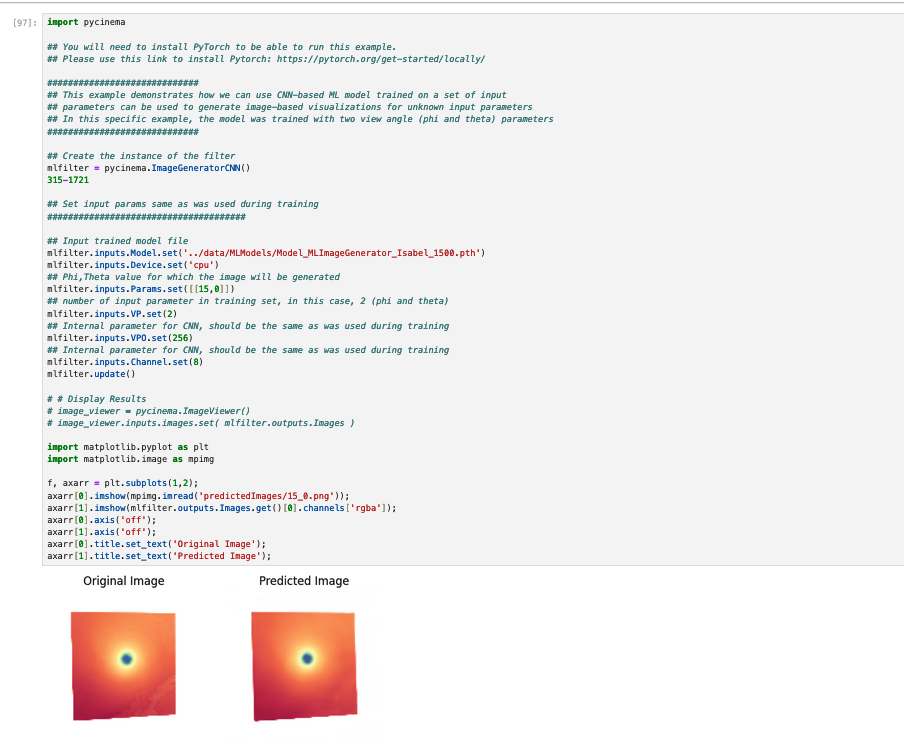 [97]: import pycinema
## You will need to install PyTorch to be able to run this example.
## Please use this link to install Pytorch: https://pytorch.org/get-started/locally/
#############################
## This example demonstrates how we can use CNN-based ML model trained on a set of input
## parameters can be used to generate image-based visualizations for unknown input parameters
## In this specific example, the model was trained with two view angle (phi and theta) parameters
#############################
## Create the instance of the filter
mlfilter = pycinema.ImageGeneratorCNN()
315-1721
## Set input params same as was used during training
######################################
## Input trained model file
mlfilter.inputs.Model.set('../data/MLModels/Model_MLImageGenerator_Isabel_1500.pth')
mlfilter.inputs.Device.set('cpu')
## Phi,Theta value for which the image will be generated
mlfilter.inputs.Params.set([[15,0]])
## number of input parameter in training set, in this case, 2 (phi and theta)
mlfilter.inputs.VP.set(2)
## Internal parameter for CNN, should be the same as was used during training
mlfilter.inputs.VPO.set(256)
## Internal parameter for CNN, should be the same as was used during training
mlfilter.inputs.Channel.set(8)
mlfilter.update()
# # Display Results
# image_viewer = pycinema.ImageViewer()
# image_viewer.inputs.images.set( mlfilter.outputs.Images )
import matplotlib.pyplot as plt
import matplotlib.image as mpimg
f, axarr = plt.subplots(1,2);
axarr[0].imshow(mpimg.imread('predictedImages/15_0.png'));
axarr[1].imshow(mlfilter.outputs.Images.get()[0].channels['rgba']);
axarr[0].axis('off');
axarr[1].axis('off');
axarr[0].title.set_text('Original Image');
axarr[1].title.set_text('Predicted Image');
Original Image Predicted Image